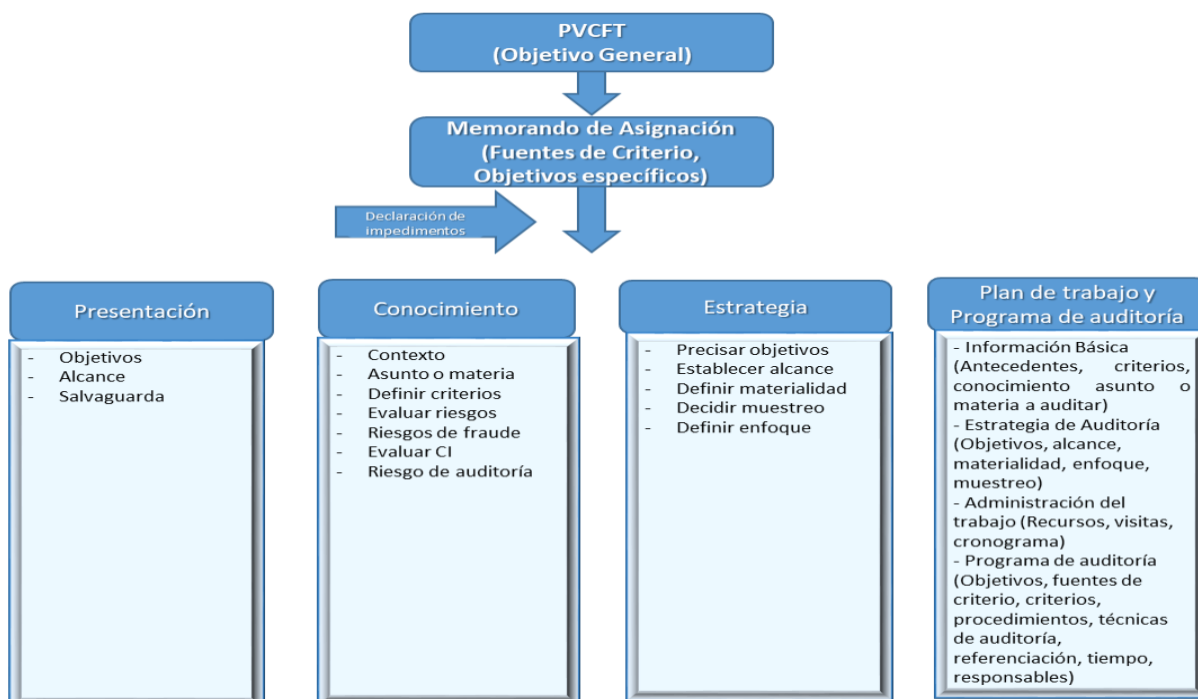 PVCFT
(Objetivo General)
Memorando de Asignación
(Fuentes de Criterio,
Objetivos específicos)
Declaración de
impedimentos
Presentación
- Objetivos
- Alcance
- Salvaguarda
Conocimiento
- Contexto
- Asunto o materia
- Definir criterios
- Evaluar riesgos
- Riesgos de fraude
- Evaluar CI
- Riesgo de auditoría
Estrategia
- Precisar objetivos
- Establecer alcance
- Definir materialidad
- Decidir muestreo
- Definir enfoque
Plan de trabajo y
Programa de auditoría
- Información Básica
(Antecedentes, criterios,
conocimiento asunto o
materia a auditar)
- Estrategia de Auditoría
(Objetivos, alcance,
materialidad, enfoque,
muestreo)
- Administración del
trabajo (Recursos, visitas,
cronograma)
- Programa de auditoría
(Objetivos, fuentes de
criterio, criterios,
procedimientos, técnicas
de auditoría,
referenciación, tiempo,
responsables)